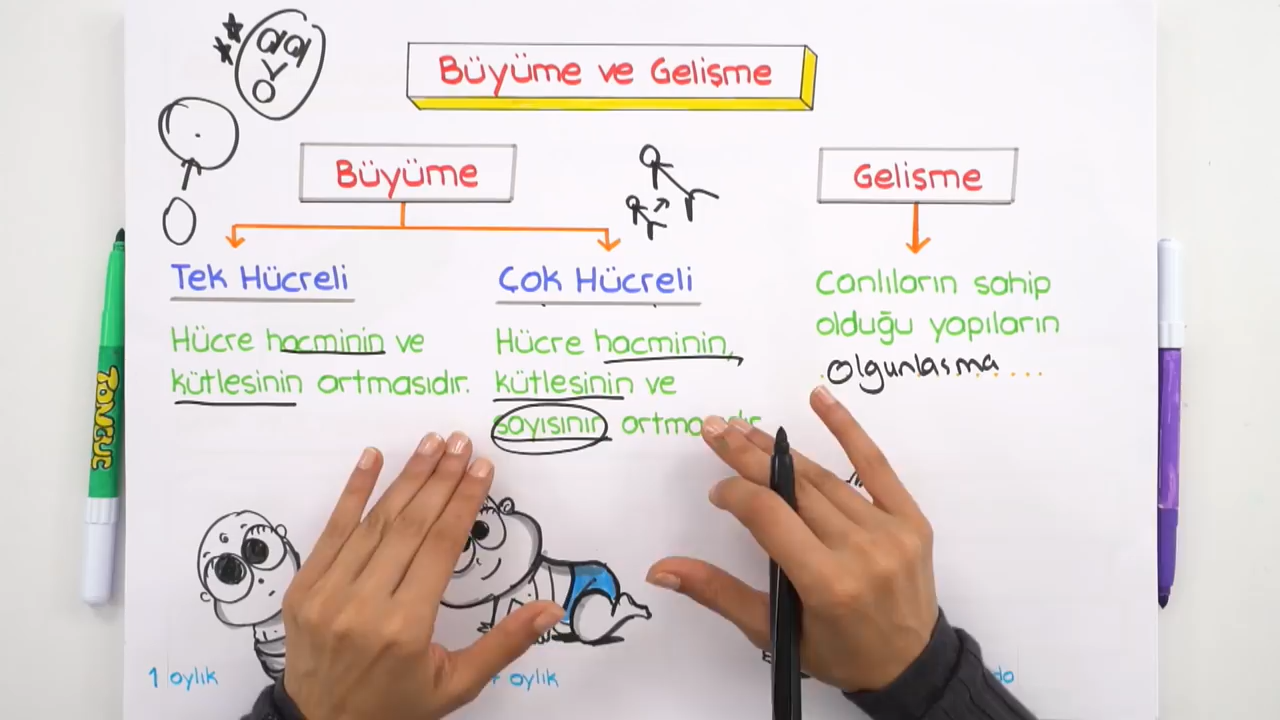 Büyüme ve Gelişme
Büyüme
Gelişme
Tek Hücreli
Çok Hücreli
Hücre hacminin ve
kütlesinin artmasıdır.
Hücre hacminin,
kütlesinin ve
sayısının
Canlıların sahip
olduğu yapıların
Olgunlaşma
1 aylık
aylık
TONGUÇ